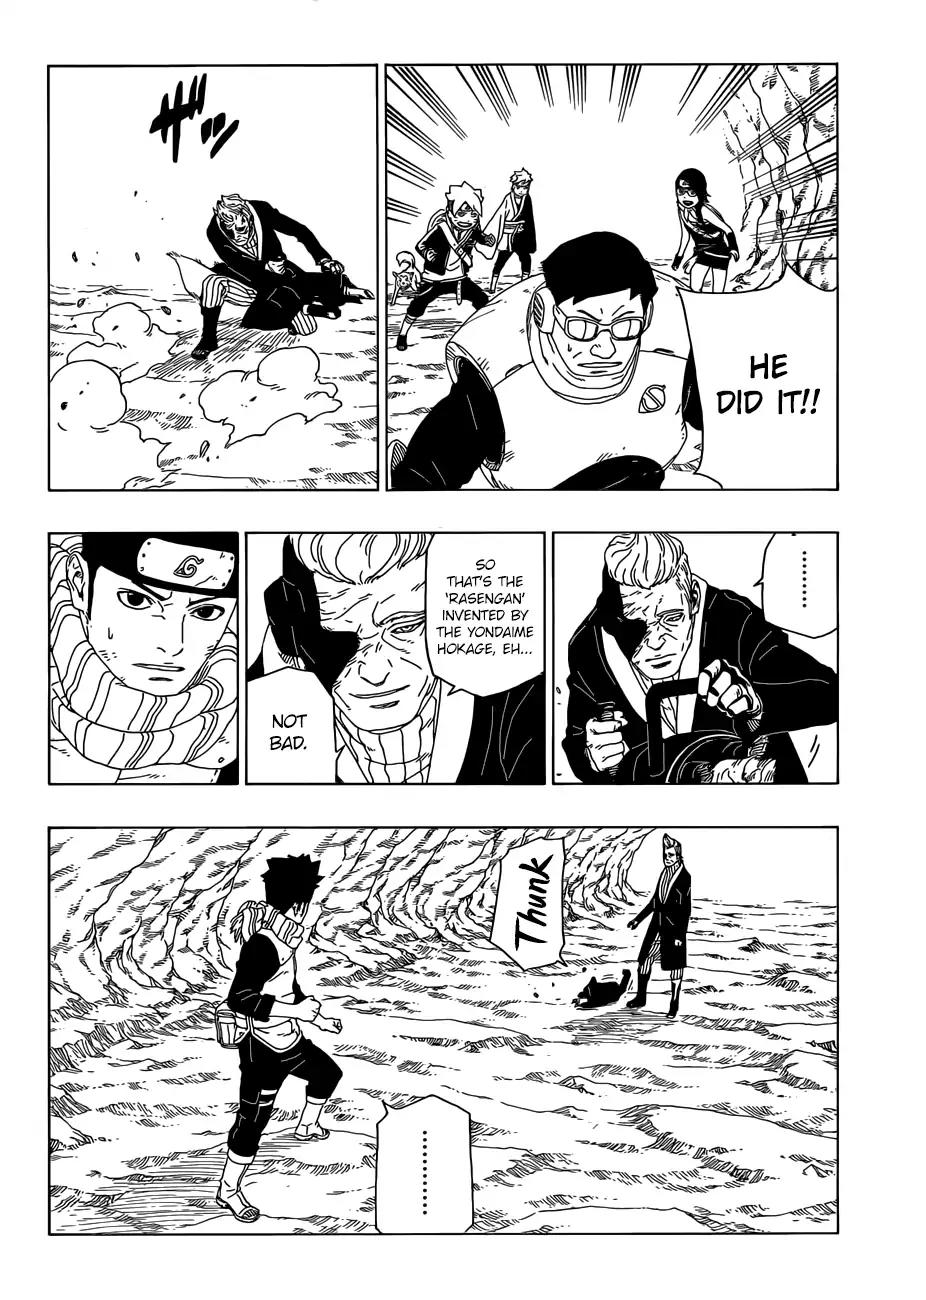 ザッ
HE
DID IT!!
.........
SO
THAT'S THE
'RASENGAN'
INVENTED BY
THE YONDAIME
HOKAGE, EH...
NOT
BAD.
Thunk
.........